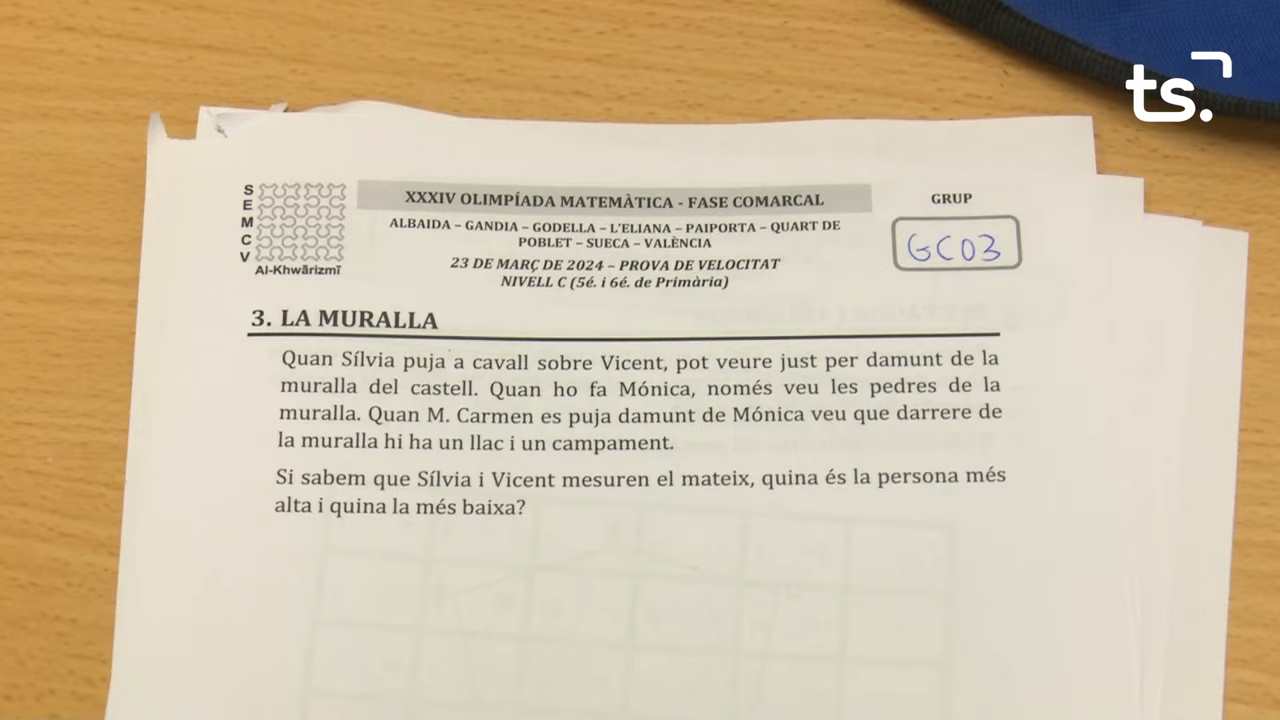 ts.
SEMCV
Al-Khwārizmī
XXXIV OLIMPÍADA MATEMÀTICA - FASE COMARCAL
ALBAIDA – GANDIA – GODELLA – L'ELIANA – PAIPORTA – QUART DE
POBLET – SUECA – VALÈNCIA
23 DE MARÇ DE 2024 – PROVA DE VELOCITAT
NIVELL C (5é. i 6é. de Primària)
GRUP
GC03
3. LA MURALLA
Quan Sílvia puja a cavall sobre Vicent, pot veure just per damunt de la
muralla del castell. Quan ho fa Mónica, només veu les pedres de la
muralla. Quan M. Carmen es puja damunt de Mónica veu que darrere de
la muralla hi ha un llac i un campament.
Si sabem que Sílvia i Vicent mesuren el mateix, quina és la persona més
alta i quina la més baixa?